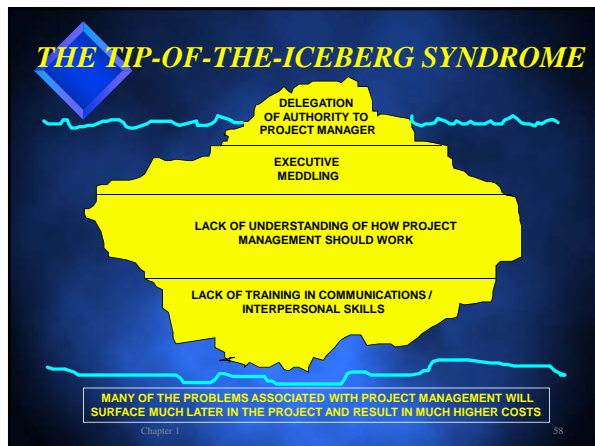 THE TIP-OF-THE-ICEBERG SYNDROME
DELEGATION
OF AUTHORITY TO
PROJECT MANAGER
EXECUTIVE
MEDDLING
LACK OF UNDERSTANDING OF HOW PROJECT
MANAGEMENT SHOULD WORK
LACK OF TRAINING IN COMMUNICATIONS /
INTERPERSONAL SKILLS
MANY OF THE PROBLEMS ASSOCIATED WITH PROJECT MANAGEMENT WILL
SURFACE MUCH LATER IN THE PROJECT AND RESULT IN MUCH HIGHER COSTS
Chapter 1
58